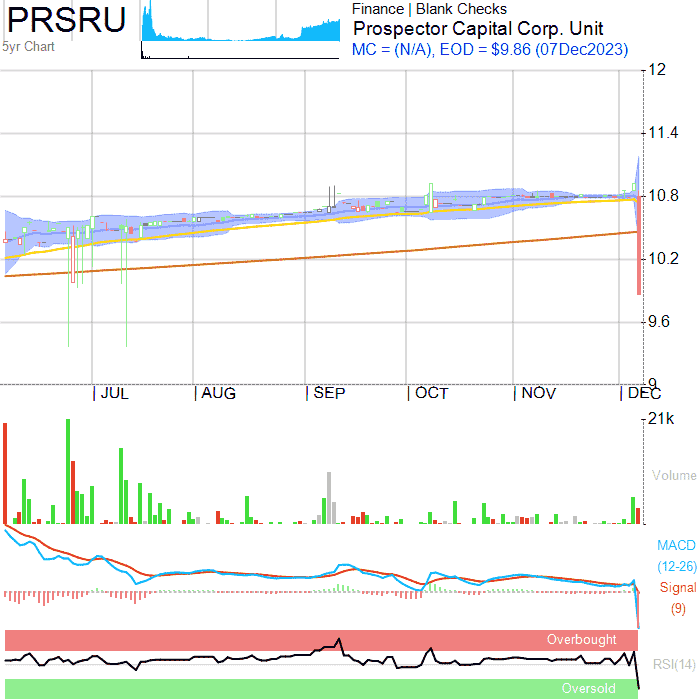 PRSRU
5yr Chart
Finance | Blank Checks
Prospector Capital Corp. Unit
MC = (N/A), EOD = $9.86 (07Dec2023)
12
11.4
10.8
10.2
9.6
9
JUL AUG SEP OCT NOV DEC
21k
Volume
MACD
(12-26)
Signal
(9)
Overbought
RSI(14)
Oversold